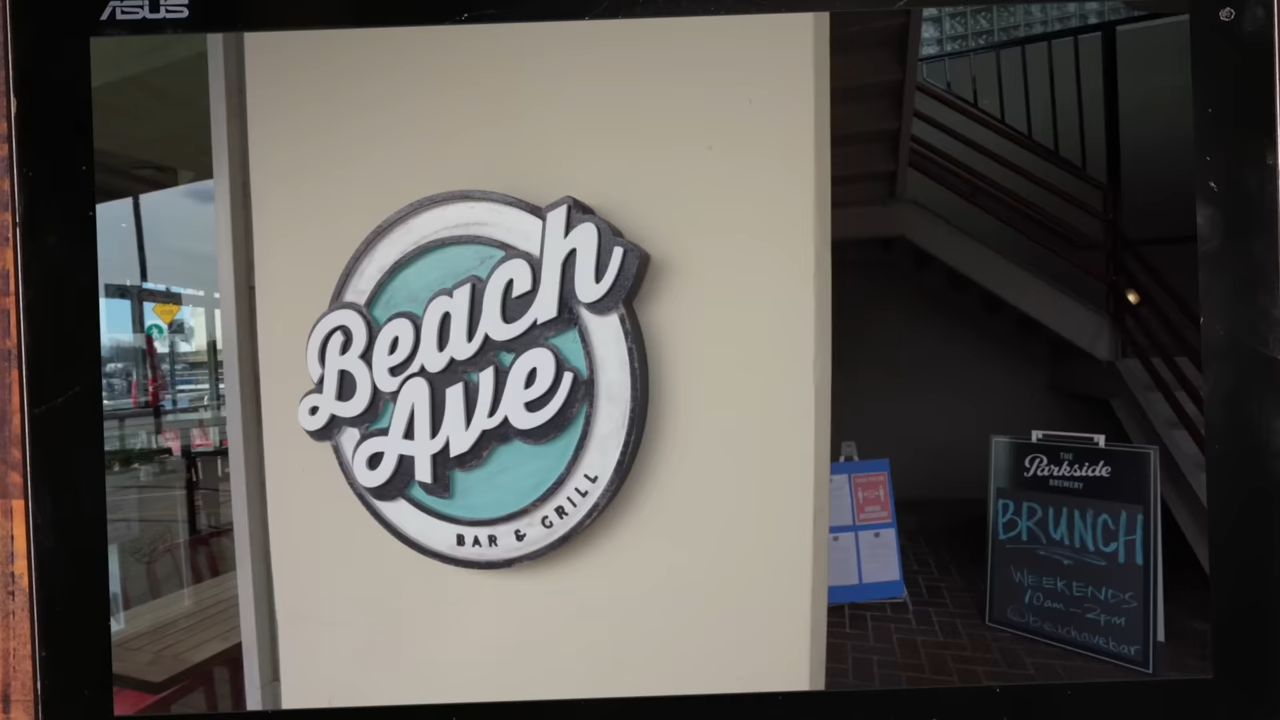 ASUS
Beach
Ave
BAR & GRILL
THE
Parkside
BREWERY
BRUNCH
WEEKENDS
10am-2pm
@beachavebar